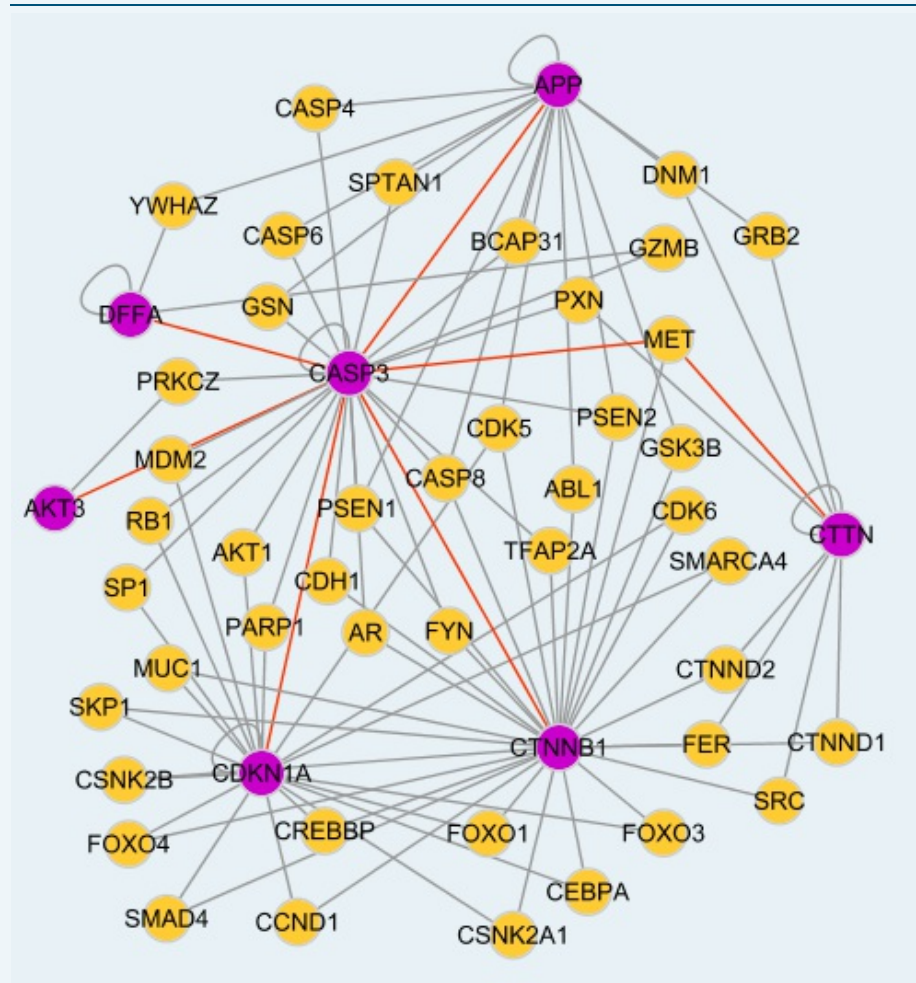 APP
CASP4
DNM1
SPTAN1
YWHAZ
CASP6
BCAP31
GZMB
GRB2
GSN
PXN
DFFA
MET
CASP3
PRKCZ
PSEN2
CDK5
GSK3B
MDM2
CASP8
ABL1
AKT3
PSEN1
CDK6
RB1
CTTN
AKT1
TFAP2A
SMARCA4
CDH1
SP1
PARP1
AR
FYN
MUC1
CTNND2
SKP1
CTNNB1
FER
CTNND1
CSNK2B
CDKN1A
SRC
FOXO4
CREBBP
FOXO1
FOXO3
CEBPA
SMAD4
CCND1
CSNK2A1